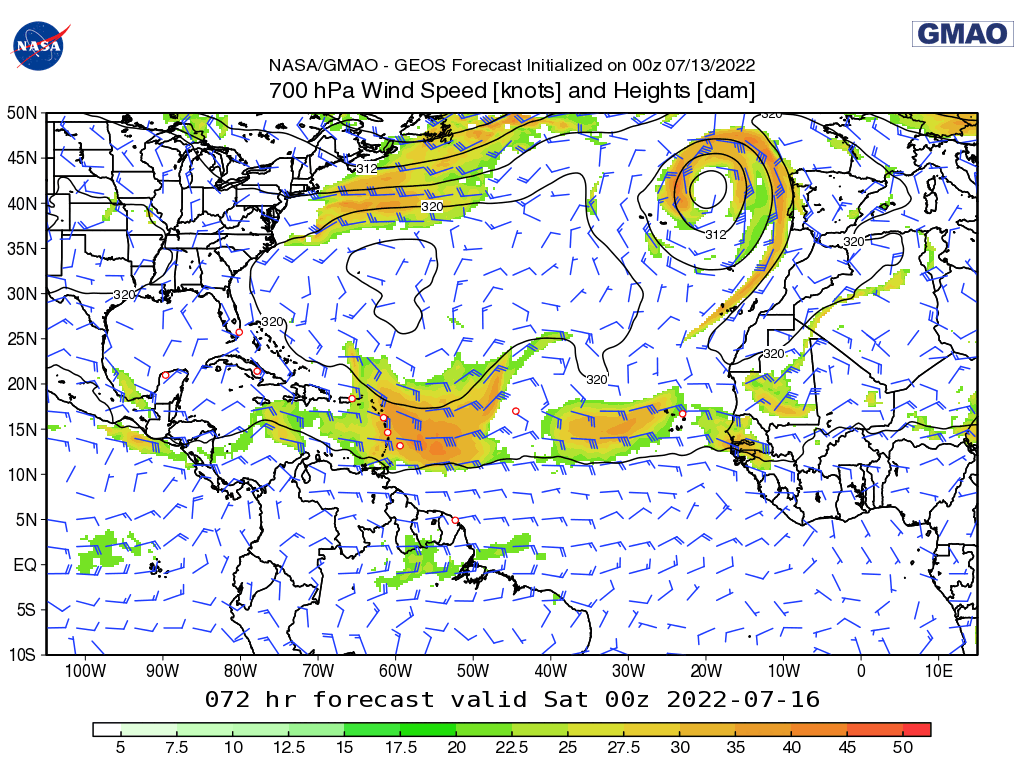 NASA
GMAO
NASA/GMAO - GEOS Forecast Initialized on 00z 07/13/2022
700 hPa Wind Speed [knots] and Heights [dam]
50N
320
45N
312
40N
320
35N
312
320
30N
320
320
25N
320
20N
320
15N
10N
5N
EQ
5S
10S
100W 90W 80W 70W 60W 50W 40W 30W 20W 10W 0 10E
072 hr forecast valid Sat 00z 2022-07-16
5 7.5 10 12.5 15 17.5 20 22.5 25 27.5 30 35 40 45 50